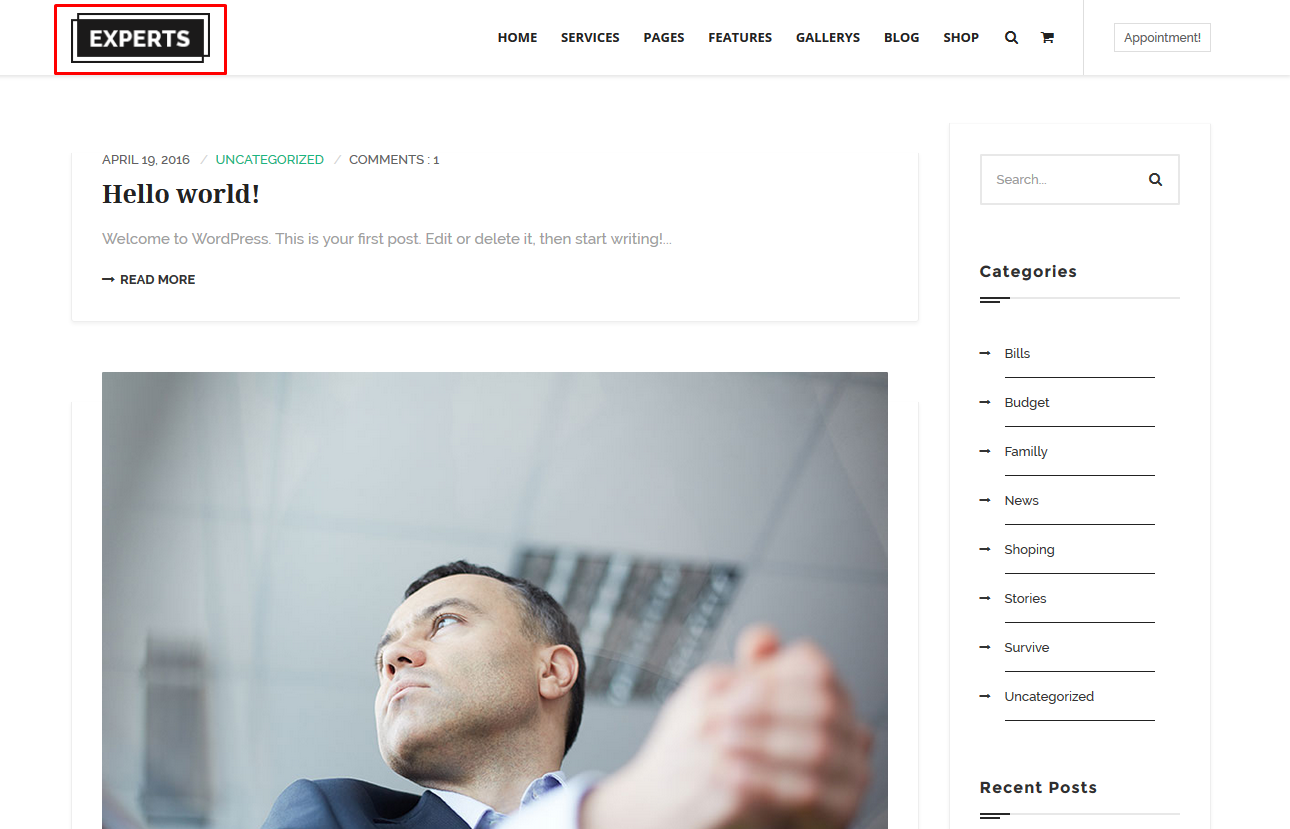 EXPERTS
HOME SERVICES PAGES FEATURES GALLERYS BLOG SHOP
Appointment!
APRIL 19, 2016 / UNCATEGORIZED / COMMENTS : 1
Hello world!
Welcome to WordPress. This is your first post. Edit or delete it, then start writing!...
READ MORE
Search...
Categories
Bills
Budget
Familly
News
Shoping
Stories
Survive
Uncategorized
Recent Posts